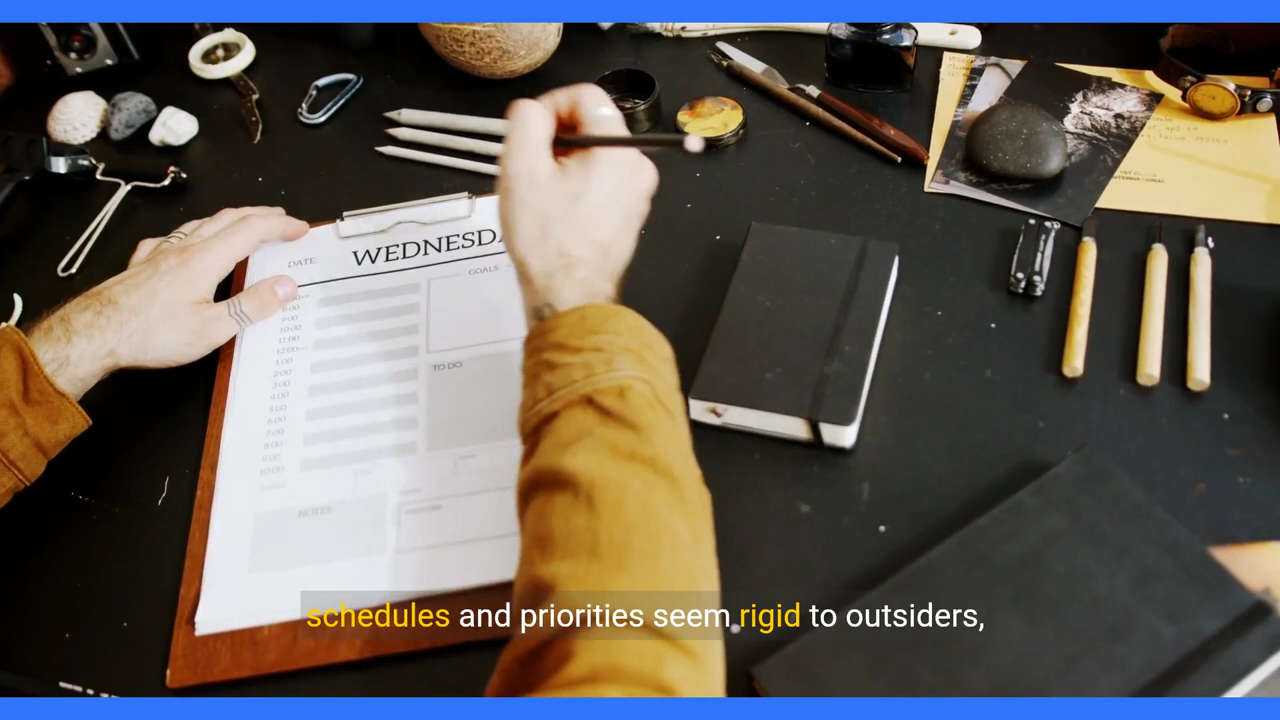 DATE:
WEDNESDA
GOALS
8:00
9:00
10:00
11:00
12:00
1:00
2:00
3:00
4:00
5:00
6:00
7:00
8:00
9:00
10:00
TO DO
NOTES
INTERNATIONAL
schedules and priorities seem rigid to outsiders,